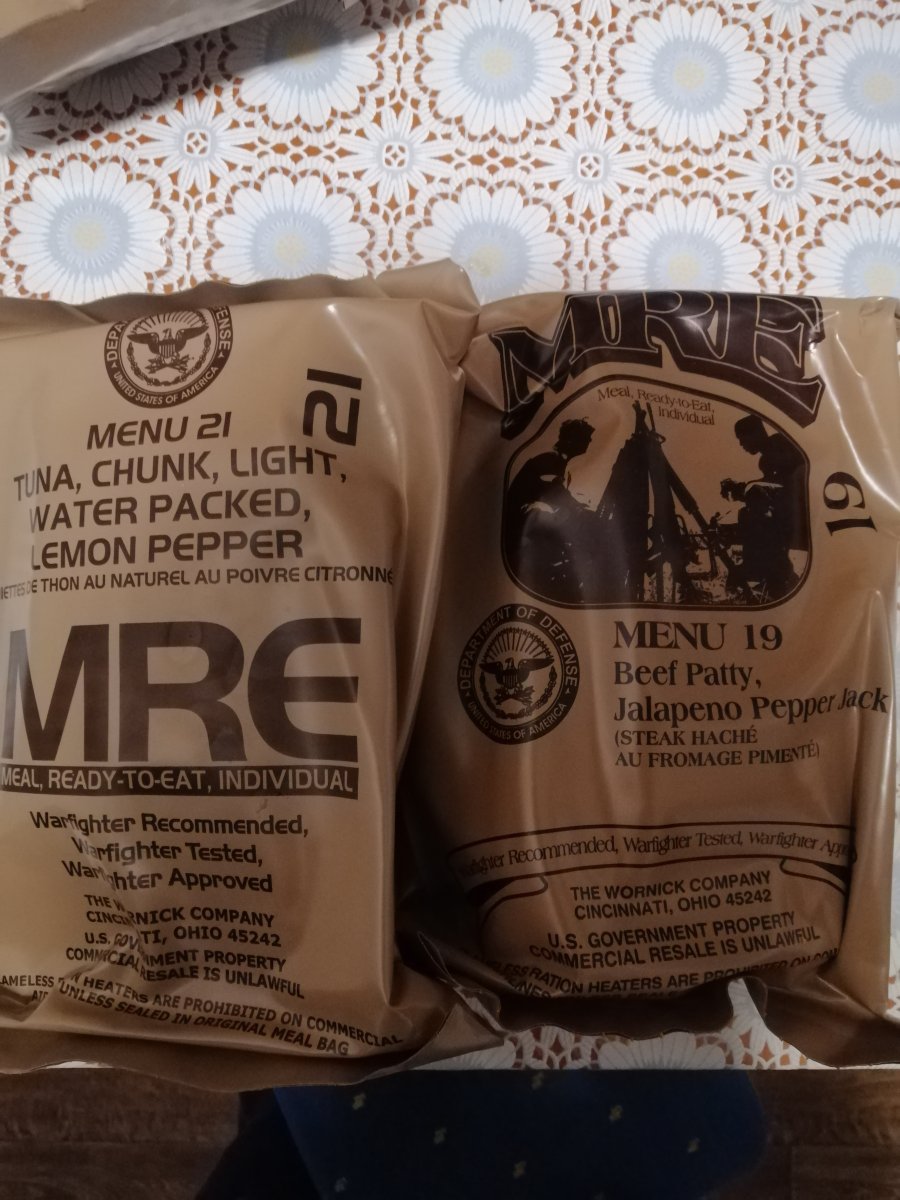 DEPA
DEFENSE
UNITED STATES OF AMERICA
21
MENU 21
TUNA, CHUNK, LIGHT,
WATER PACKED,
LEMON PEPPER
DE THON AU NATUREL AU POIVRE CITRONNÉ
MRE
MEAL, READY-TO-EAT, INDIVIDUAL
Warfighter Recommended,
Warfighter Tested,
Warfighter Approved
THE WORNICK COMPANY
CINCINNATI, OHIO 45242
U.S. GOVERNMENT PROPERTY
COMMERCIAL RESALE IS UNLAWFUL
HEATERS ARE PROHIBITED ON COMMERCIAL
UNLESS SEALED IN ORIGINAL MEAL BAG
MRE
Meal, Ready-to-Eat,
Individual
19
DEPARTMENT OF DEFENSE
UNITED STATES OF AMERICA
MENU 19
Beef Patty,
Jalapeno Pepper Jack
(STEAK HACHÉ
AU FROMAGE PIMENTÉ)
Recommended, Warfighter Tested, Warfighter
THE WORNICK COMPANY
CINCINNATI, OHIO 45242
U.S. GOVERNMENT PROPERTY
COMMERCIAL RESALE IS UNLAWFUL
RATION HEATERS ARE PROHIBITED ON